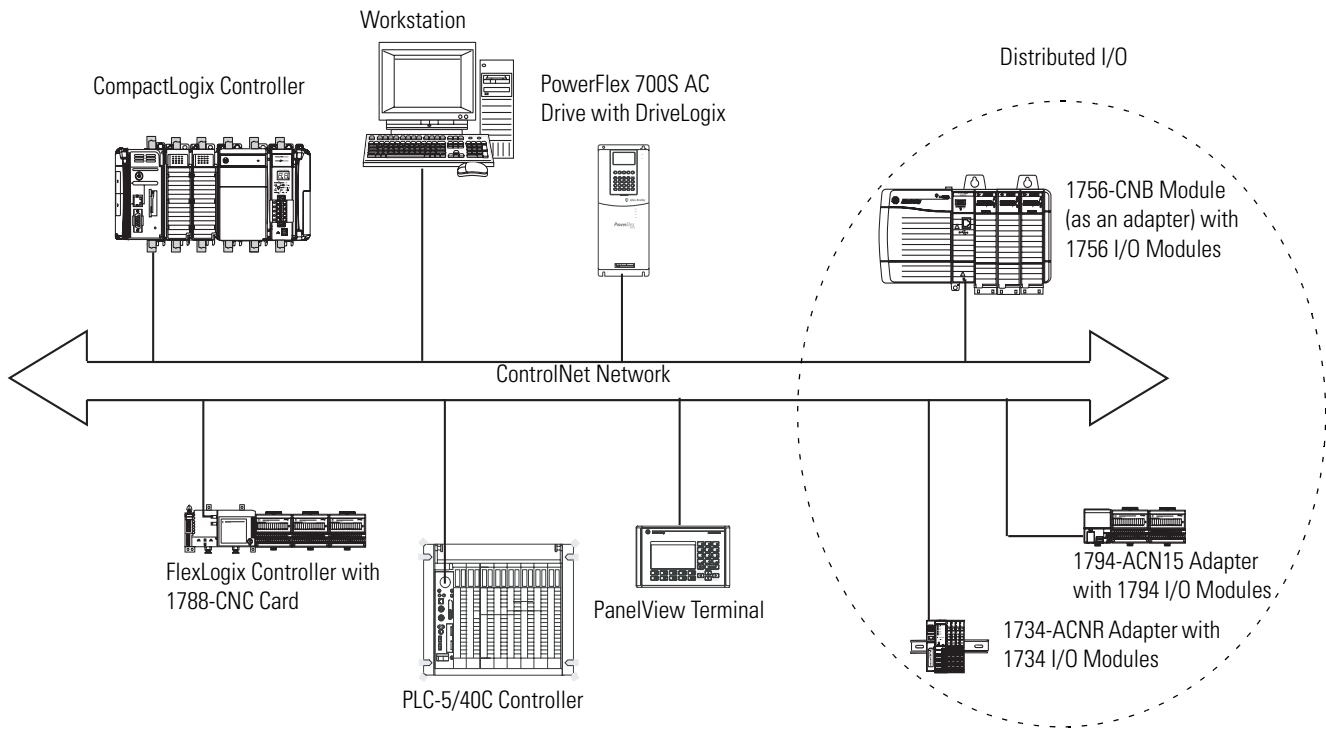 Workstation
CompactLogix Controller
PowerFlex 700S AC
Drive with DriveLogix
Distributed I/O
1756-CNB Module
(as an adapter) with
1756 I/O Modules
PowerFlex
ControlNet Network
FlexLogix Controller with
1788-CNC Card
PLC-5/40C Controller
PanelView Terminal
1794-ACN15 Adapter
with 1794 I/O Modules
1734-ACNR Adapter with
1734 I/O Modules